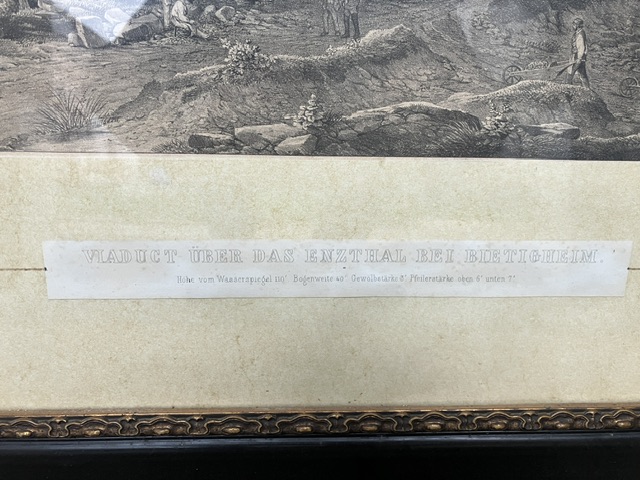 VIADUCT ÜBER DAS ENZTHAL BEI BIETIGHEIM.
Höhe vom Wasserspiegel 110' Bogenweite 40' Gewölbstärke 3' Pfeilerstärke oben 6' unten 7'